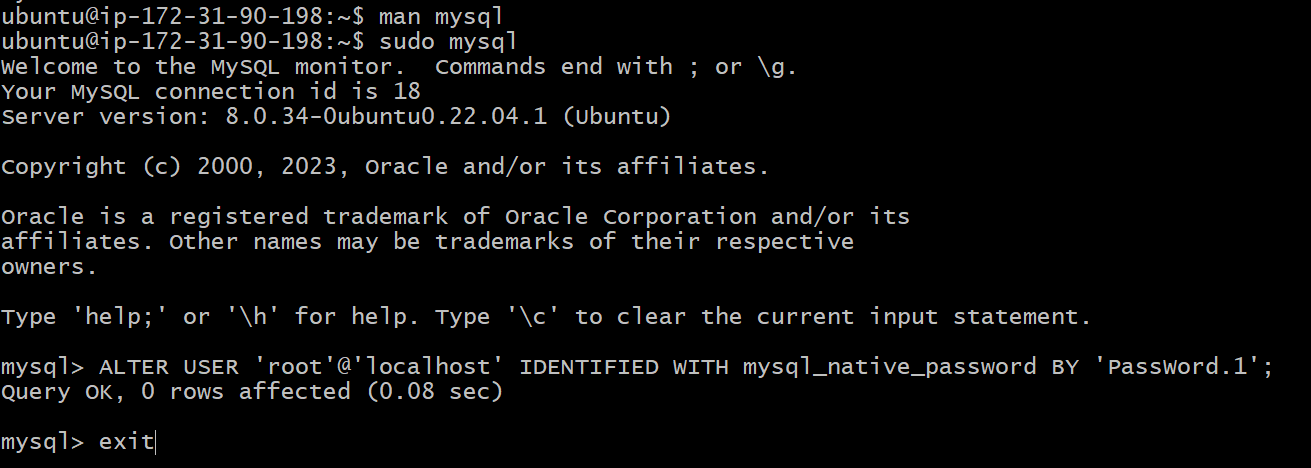 ubuntu@ip-172-31-90-198:~$ man mysql
ubuntu@ip-172-31-90-198:~$ sudo mysql
Welcome to the MySQL monitor.  Commands end with ; or \g.
Your MySQL connection id is 18
Server version: 8.0.34-0ubuntu0.22.04.1 (Ubuntu)
Copyright (c) 2000, 2023, Oracle and/or its affiliates.
Oracle is a registered trademark of Oracle Corporation and/or its
affiliates. Other names may be trademarks of their respective
owners.
Type 'help;' or '\h' for help. Type '\c' to clear the current input statement.
mysql> ALTER USER 'root'@'localhost' IDENTIFIED WITH mysql_native_password BY 'PassWord.1';
Query OK, 0 rows affected (0.08 sec)
mysql> exit